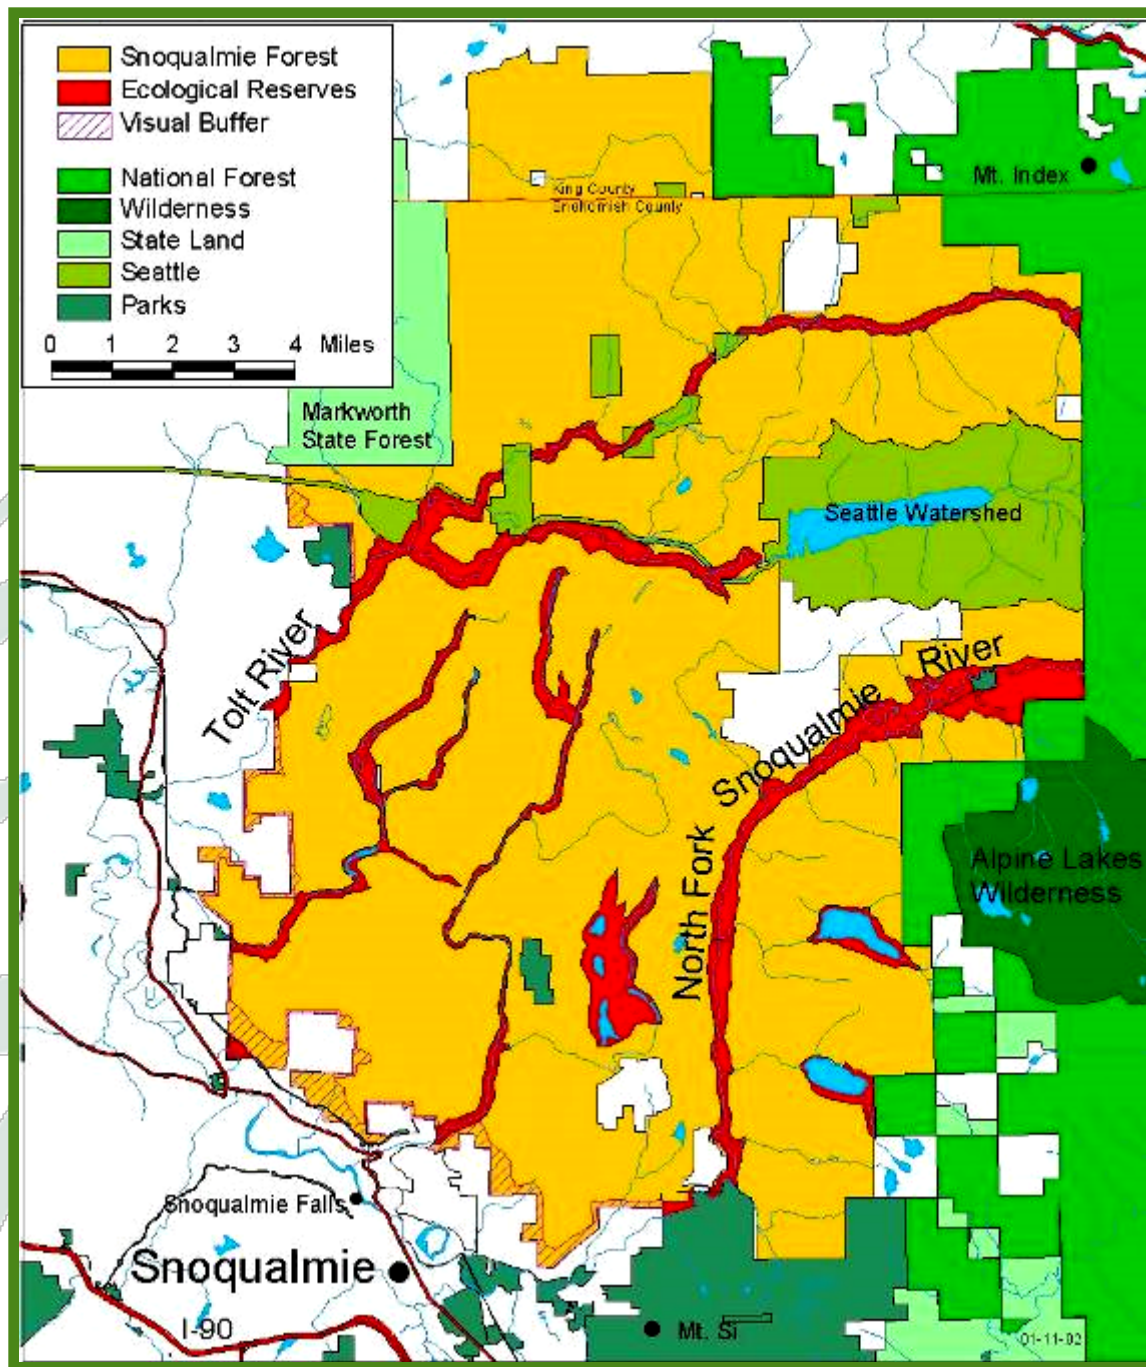 Snoqualmie Forest
Ecological Reserves
Visual Buffer
National Forest
Wilderness
State Land
Seattle
Parks
0 1 2 3 4 Miles
Mt. Index
King County
Snohomish County
Markworth
State Forest
Seattle Watershed
Tolt River
North Fork Snoqualmie River
Alpine Lakes
Wilderness
Snoqualmie Falls
Snoqualmie
I-90
Mt. Si
01-11-02